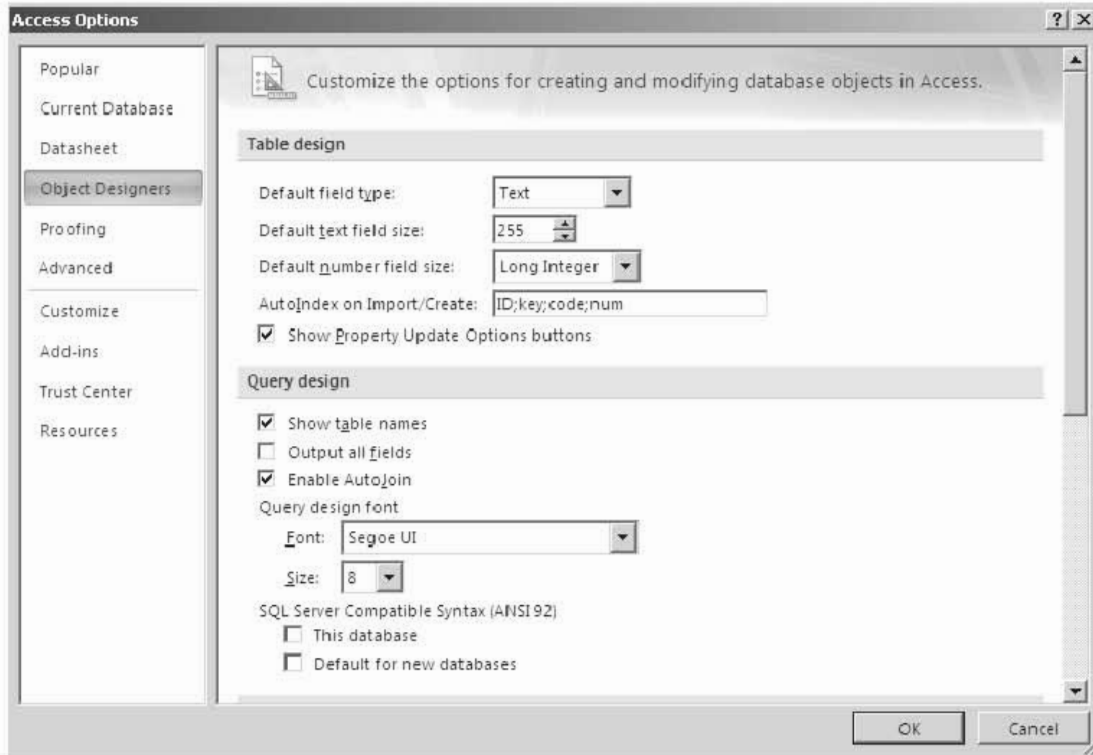 Access Options
Popular
Current Database
Datasheet
Object Designers
Proofing
Advanced
Customize
Add-ins
Trust Center
Resources
Customize the options for creating and modifying database objects in Access.
Table design
Default field type: Text
Default text field size: 255
Default number field size: Long Integer
AutoIndex on Import/Create: ID;key;code;num
Show Property Update Options buttons
Query design
Show table names
Output all fields
Enable AutoJoin
Query design font
Font: Segoe UI
Size: 8
SQL Server Compatible Syntax (ANSI 92)
This database
Default for new databases
OK Cancel